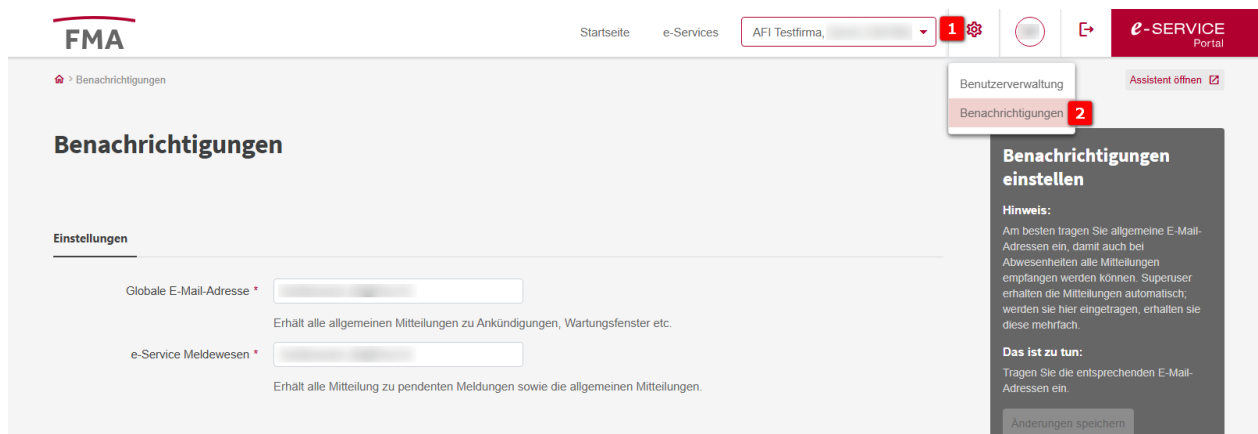 FMA
Startseite
e-Services
AFI Testfirma,
1
e-SERVICE
Portal
Benachrichtigungen
Assistent öffnen
Benutzerverwaltung
Benachrichtigungen
2
Benachrichtigungen
Einstellungen
Globale E-Mail-Adresse *
Erhält alle allgemeinen Mitteilungen zu Ankündigungen, Wartungsfenster etc.
e-Service Meldewesen *
Erhält alle Mitteilung zu pendenten Meldungen sowie die allgemeinen Mitteilungen.
Benachrichtigungen
einstellen
Hinweis:
Am besten tragen Sie allgemeine E-Mail-
Adressen ein, damit auch bei
Abwesenheiten alle Mitteilungen
empfangen werden können. Superuser
erhalten die Mitteilungen automatisch;
werden sie hier eingetragen, erhalten sie
diese mehrfach.
Das ist zu tun:
Tragen Sie die entsprechenden E-Mail-
Adressen ein.
Änderungen speichern